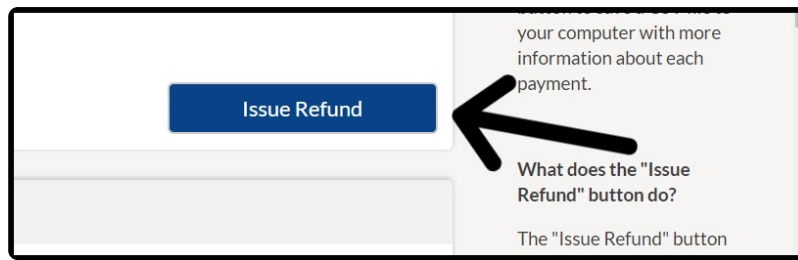 Issue Refund
your computer with more
information about each
payment.
What does the "Issue
Refund" button do?
The "Issue Refund" button